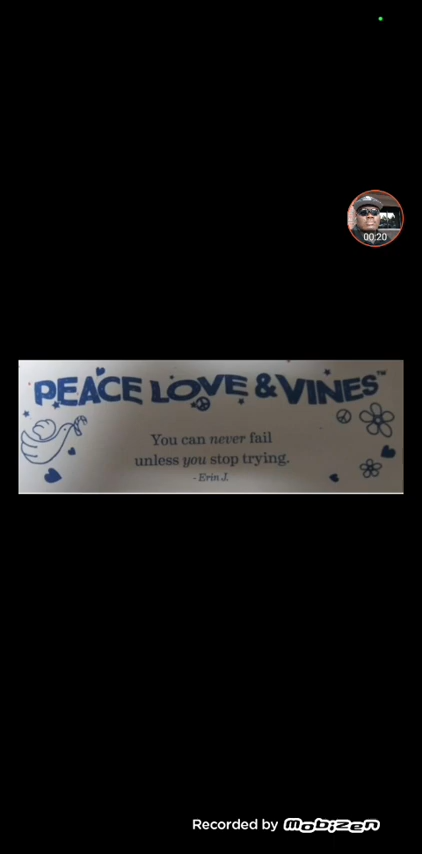 00:20
PEACE LOVE & VINES™
You can never fail
unless you stop trying.
- Erin J.
Recorded by mobizen